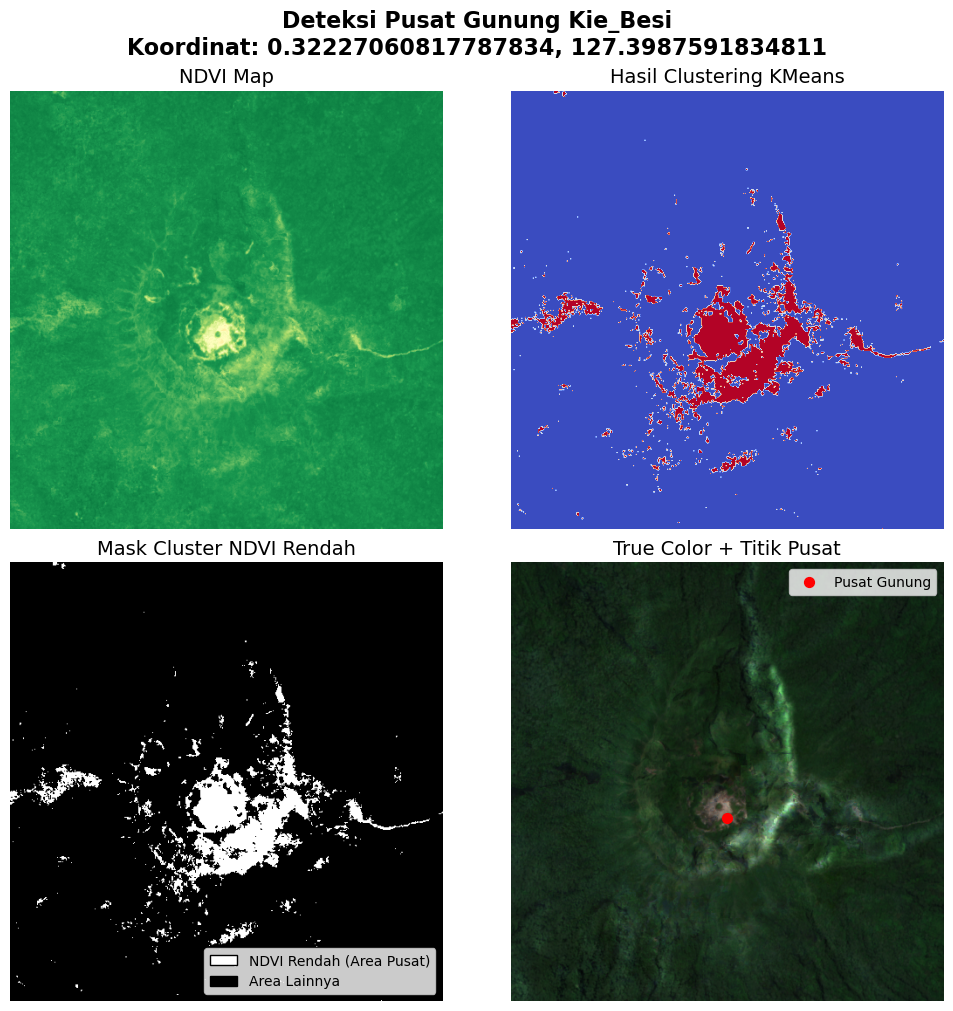 Deteksi Pusat Gunung Kie_Besi
Koordinat: 0.32227060817787834, 127.3987591834811
NDVI Map
Hasil Clustering KMeans
Mask Cluster NDVI Rendah
True Color + Titik Pusat
Pusat Gunung
NDVI Rendah (Area Pusat)
Area Lainnya